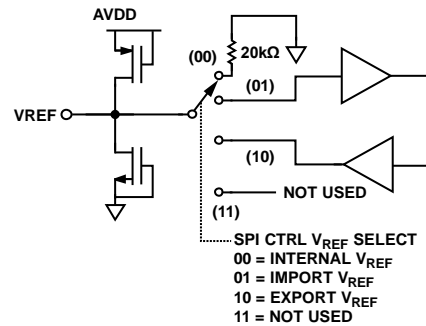 AVDD
(00)
20kΩ
(01)
VREF
(10)
NOT USED
(11)
SPI CTRL VREF SELECT
00 = INTERNAL VREF
01 = IMPORT VREF
10 = EXPORT VREF
11 = NOT USED